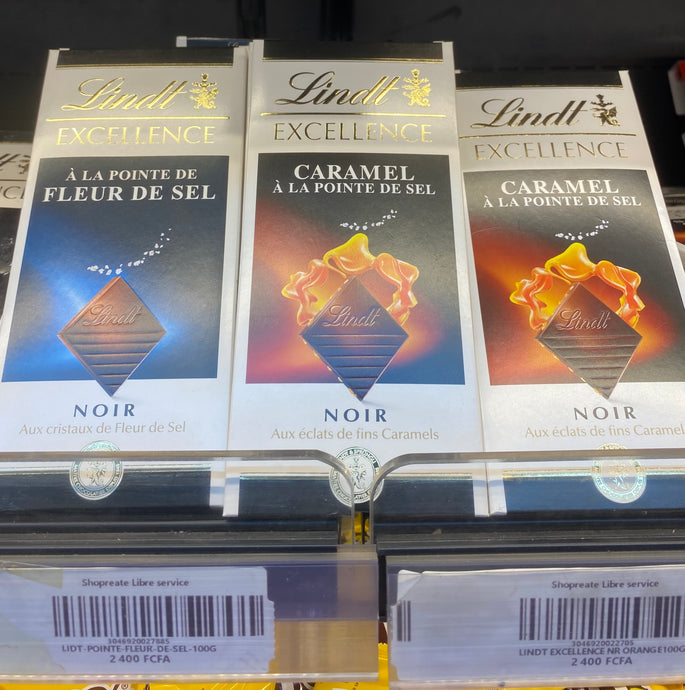 Lindt
EXCELLENCE
À LA POINTE DE
FLEUR DE SEL
Lindt
NOIR
Aux cristaux de Fleur de Sel
Lindt
EXCELLENCE
CARAMEL
À LA POINTE DE SEL
Lindt
NOIR
Aux éclats de fins Caramels
Lindt
EXCELLENCE
CARAMEL
À LA POINTE DE SEL
Lindt
NOIR
Aux éclats de fins Caramels
Shopreate Libre service
3046920027885
LIDT-POINTE-FLEUR-DE-SEL-100G
2 400 FCFA
Shopreate Libre service
3046920022705
LINDT EXCELLENCE NR ORANGE100G
2 400 FCFA